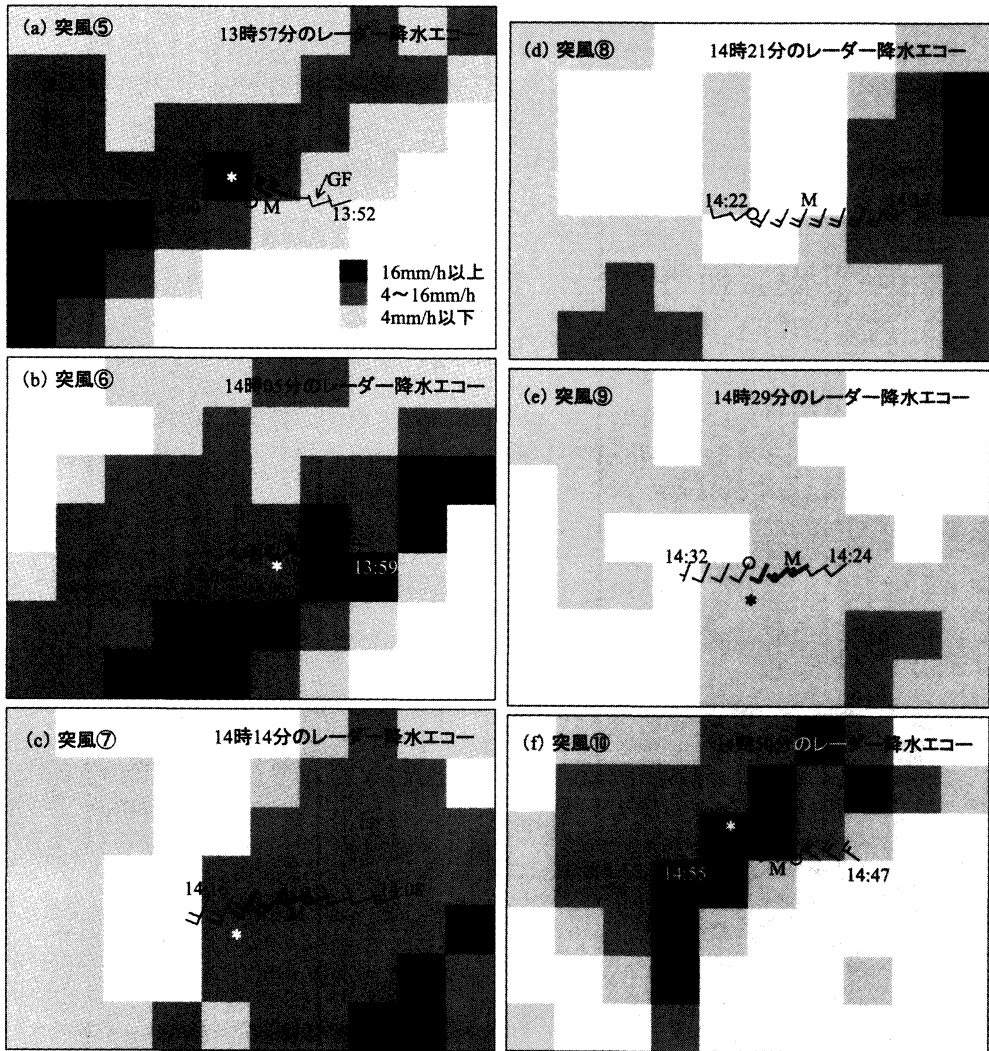 (a) 突風⑤
13時57分のレーダー降水エコー
GF
M
13:52
16mm/h以上
4〜16mm/h
4mm/h以下
(b) 突風⑥
14時05分のレーダー降水エコー
13:59
(c) 突風⑦
14時14分のレーダー降水エコー
14:08
(d) 突風⑧
14時21分のレーダー降水エコー
14:22
M
(e) 突風⑨
14時29分のレーダー降水エコー
14:32
M
14:24
(f) 突風⑩
のレーダー降水エコー
14:55
M
14:47